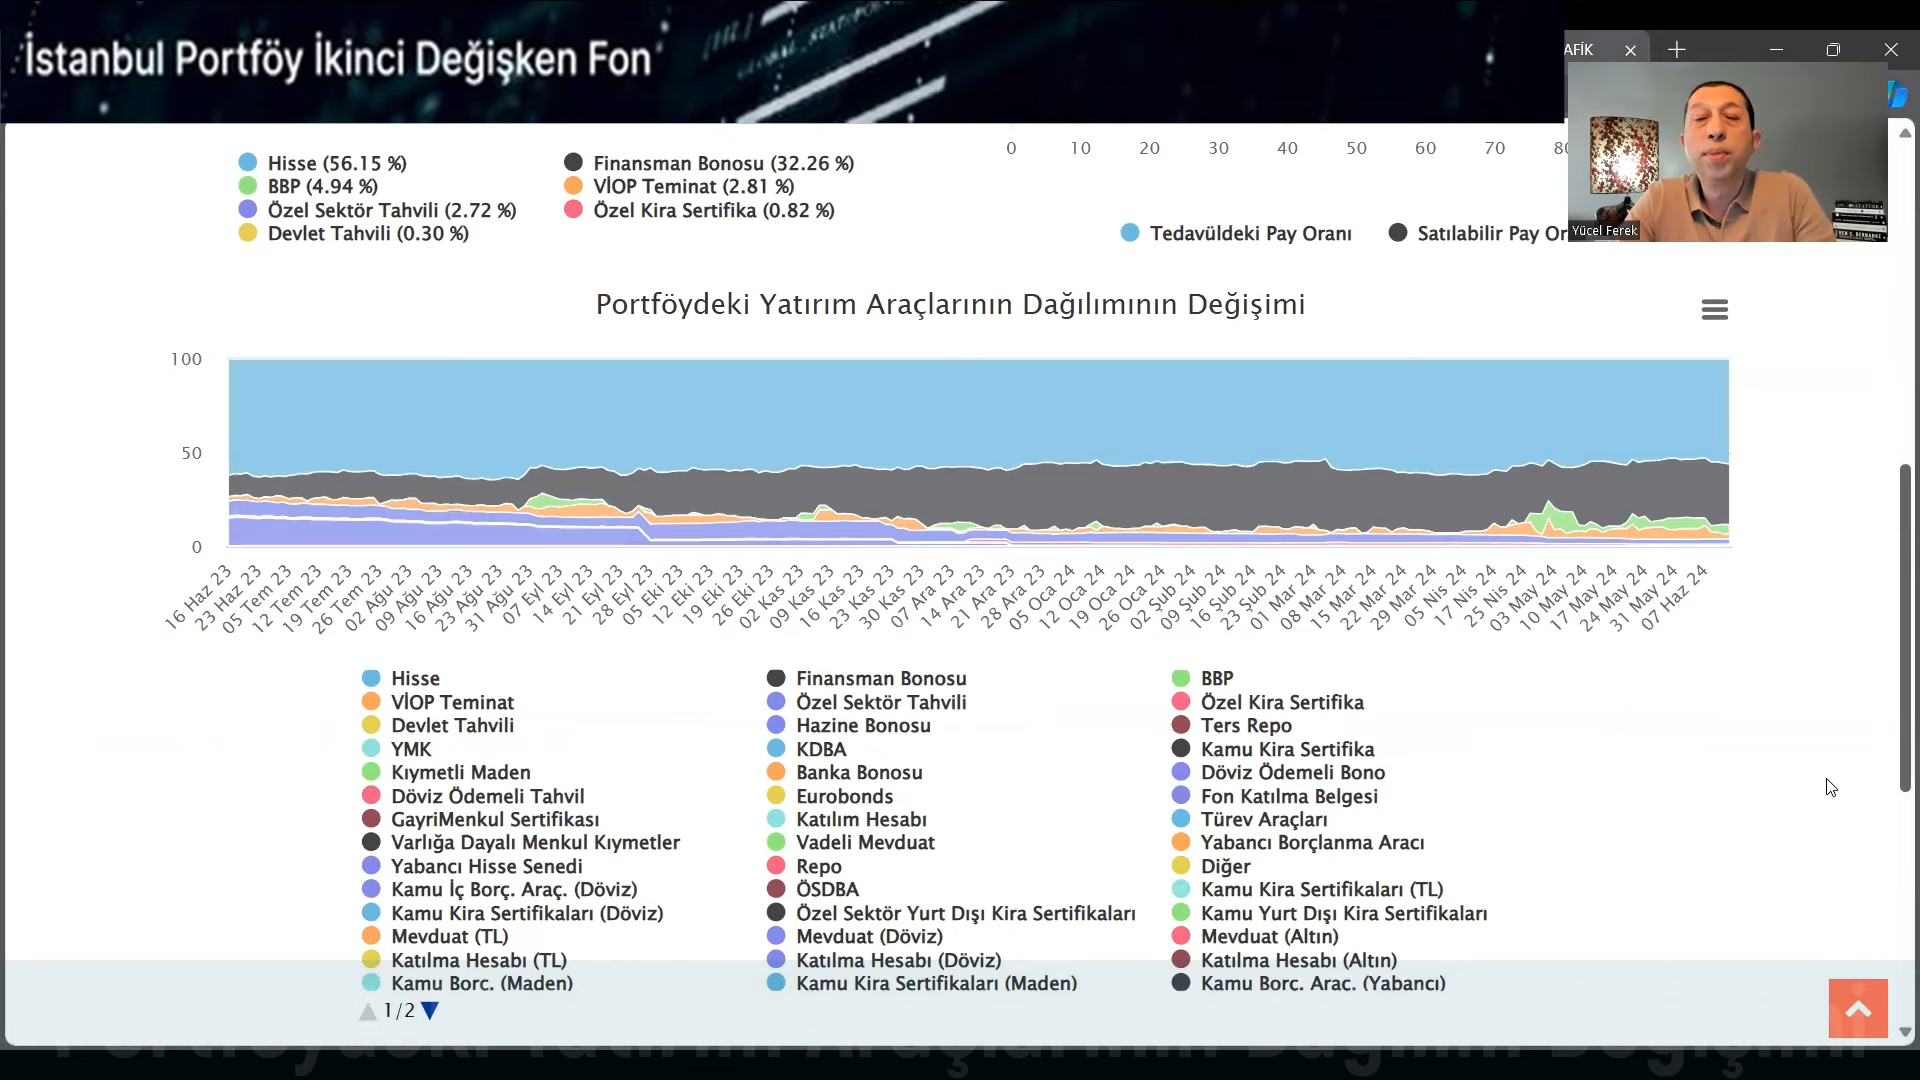 İstanbul Portföy İkinci Değişken Fon
AFİK
Yücel Ferek
Hisse (56.15 %)
Finansman Bonosu (32.26 %)
BBP (4.94 %)
VİOP Teminat (2.81 %)
Özel Sektör Tahvili (2.72 %)
Özel Kira Sertifika (0.82 %)
Devlet Tahvili (0.30 %)
0 10 20 30 40 50 60 70
Tedavüldeki Pay Oranı
Satılabilir Pay Or
Portföydeki Yatırım Araçlarının Dağılımının Değişimi
100
50
0
16 Haz 23
23 Haz 23
05 Tem 23
12 Tem 23
19 Tem 23
26 Tem 23
02 Ağu 23
09 Ağu 23
16 Ağu 23
23 Ağu 23
31 Ağu 23
07 Eyl 23
14 Eyl 23
21 Eyl 23
28 Eyl 23
05 Eki 23
12 Eki 23
19 Eki 23
26 Eki 23
02 Kas 23
09 Kas 23
16 Kas 23
23 Kas 23
30 Kas 23
07 Ara 23
14 Ara 23
21 Ara 23
28 Ara 23
05 Oca 24
12 Oca 24
19 Oca 24
26 Oca 24
02 Şub 24
09 Şub 24
16 Şub 24
23 Şub 24
01 Mar 24
08 Mar 24
15 Mar 24
22 Mar 24
29 Mar 24
05 Nis 24
17 Nis 24
25 Nis 24
03 May 24
10 May 24
17 May 24
24 May 24
31 May 24
07 Haz 24
Hisse
Finansman Bonosu
BBP
VİOP Teminat
Özel Sektör Tahvili
Özel Kira Sertifika
Devlet Tahvili
Hazine Bonosu
Ters Repo
YMK
KDBA
Kamu Kira Sertifika
Kıymetli Maden
Banka Bonosu
Döviz Ödemeli Bono
Döviz Ödemeli Tahvil
Eurobonds
Fon Katılma Belgesi
GayriMenkul Sertifikası
Katılım Hesabı
Türev Araçları
Varlığa Dayalı Menkul Kıymetler
Vadeli Mevduat
Yabancı Borçlanma Aracı
Yabancı Hisse Senedi
Repo
Diğer
Kamu İç Borç. Araç. (Döviz)
ÖSDBA
Kamu Kira Sertifikaları (TL)
Kamu Kira Sertifikaları (Döviz)
Özel Sektör Yurt Dışı Kira Sertifikaları
Kamu Yurt Dışı Kira Sertifikaları
Mevduat (TL)
Mevduat (Döviz)
Mevduat (Altın)
Katılma Hesabı (TL)
Katılma Hesabı (Döviz)
Katılma Hesabı (Altın)
Kamu Borç. (Maden)
Kamu Kira Sertifikaları (Maden)
Kamu Borç. Araç. (Yabancı)
1/2